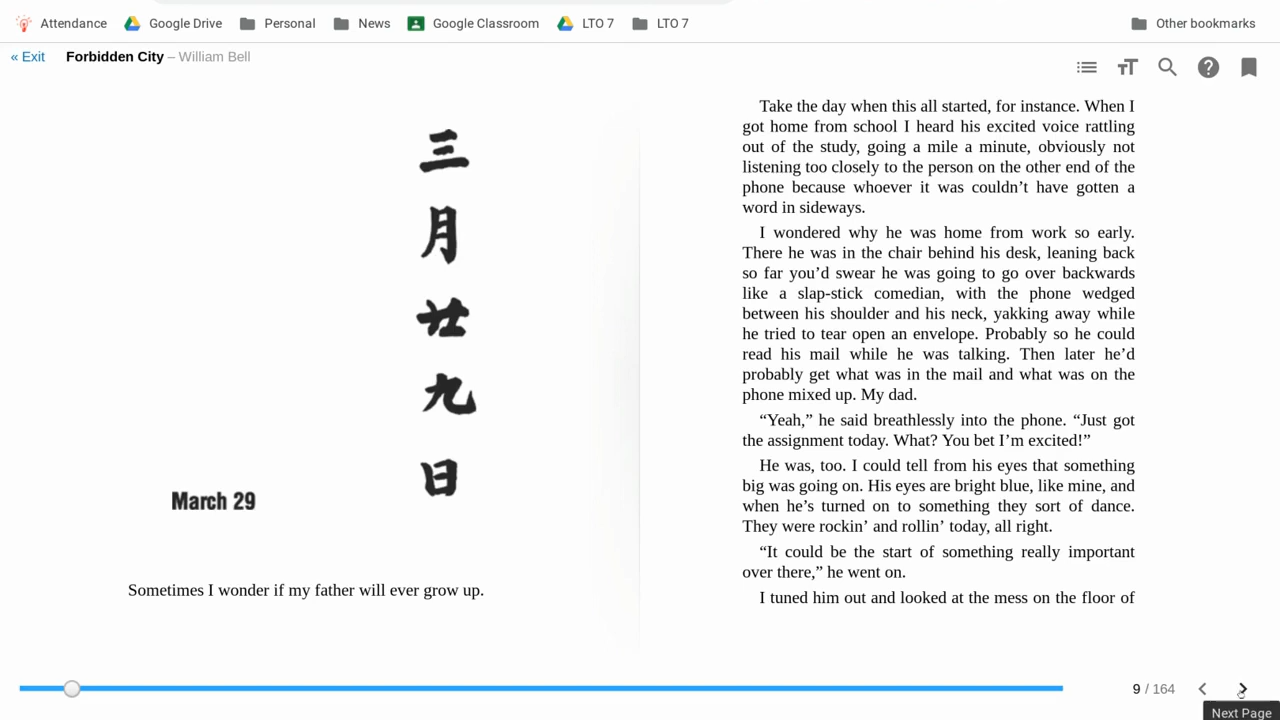 Attendance
Google Drive
Personal
News
Google Classroom
LTO 7
LTO 7
Other bookmarks
« Exit
Forbidden City – William Bell
三
月
廿
九
日
March 29
Sometimes I wonder if my father will ever grow up.
Take the day when this all started, for instance. When I
got home from school I heard his excited voice rattling
out of the study, going a mile a minute, obviously not
listening too closely to the person on the other end of the
phone because whoever it was couldn’t have gotten a
word in sideways.
I wondered why he was home from work so early.
There he was in the chair behind his desk, leaning back
so far you’d swear he was going to go over backwards
like a slap-stick comedian, with the phone wedged
between his shoulder and his neck, yakking away while
he tried to tear open an envelope. Probably so he could
read his mail while he was talking. Then later he’d
probably get what was in the mail and what was on the
phone mixed up. My dad.
“Yeah,” he said breathlessly into the phone. “Just got
the assignment today. What? You bet I’m excited!”
He was, too. I could tell from his eyes that something
big was going on. His eyes are bright blue, like mine, and
when he’s turned on to something they sort of dance.
They were rockin’ and rollin’ today, all right.
“It could be the start of something really important
over there,” he went on.
I tuned him out and looked at the mess on the floor of
9 / 164
Next Page